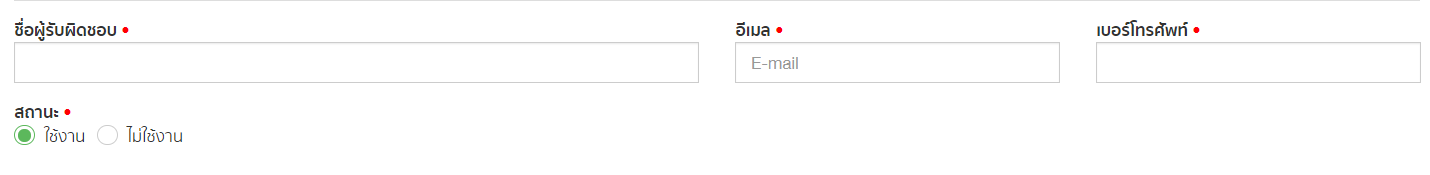 ชื่อผู้รับผิดชอบ • อีเมล • เบอร์โทรศัพท์ •
E-mail
สถานะ •
ใช้งาน ไม่ใช้งาน